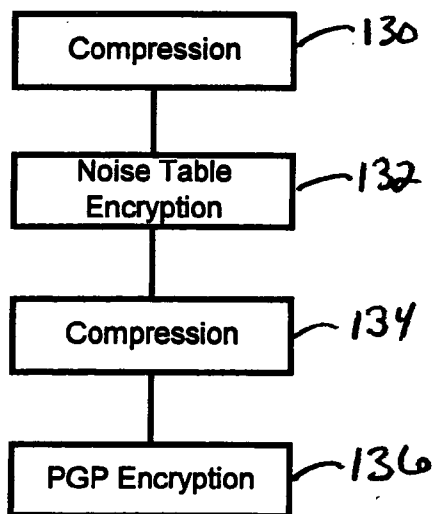 Compression 130
Noise Table 132
Encryption
Compression 134
PGP Encryption 136